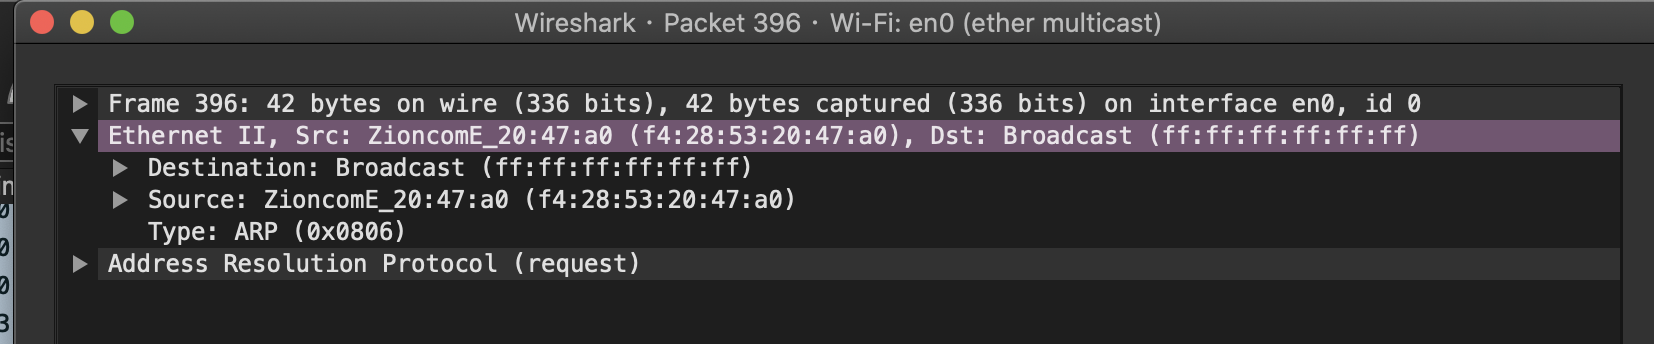 Wireshark · Packet 396 · Wi-Fi: en0 (ether multicast)
Frame 396: 42 bytes on wire (336 bits), 42 bytes captured (336 bits) on interface en0, id 0
Ethernet II, Src: ZioncomE_20:47:a0 (f4:28:53:20:47:a0), Dst: Broadcast (ff:ff:ff:ff:ff:ff)
Destination: Broadcast (ff:ff:ff:ff:ff:ff)
Source: ZioncomE_20:47:a0 (f4:28:53:20:47:a0)
Type: ARP (0x0806)
Address Resolution Protocol (request)